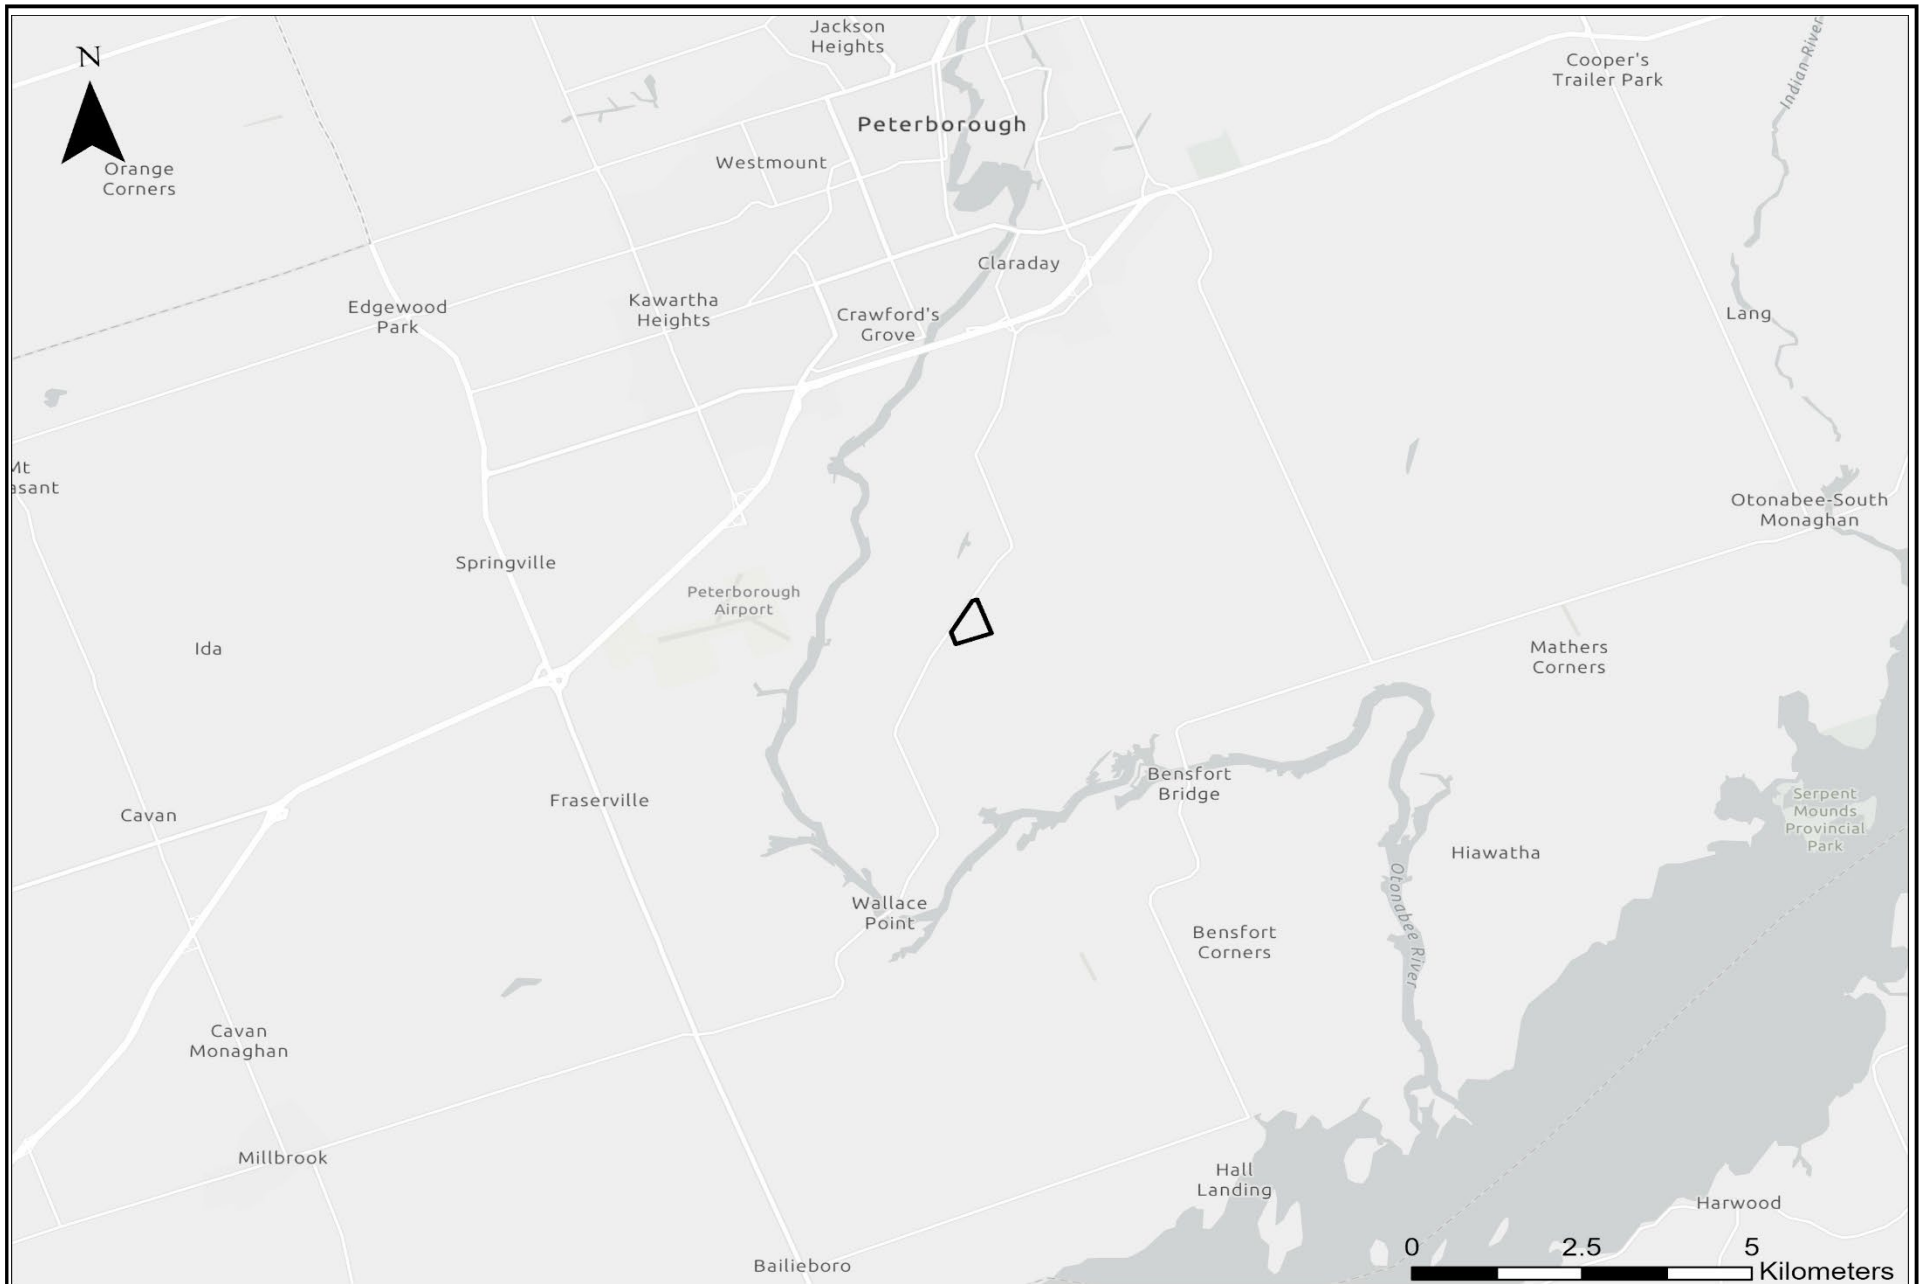 Jackson
Heights
N
Cooper's
Trailer Park
Indian River
Peterborough
Westmount
Orange
Corners
Claraday
Edgewood
Park
Kawartha
Heights
Crawford's
Grove
Lang
Mt
asant
Otonabee-South
Monaghan
Springville
Peterborough
Airport
Ida
Mathers
Corners
Cavan
Fraserville
Bensfort
Bridge
Serpent
Mounds
Provincial
Park
Hiawatha
Otonabee River
Wallace
Point
Bensfort
Corners
Cavan
Monaghan
Millbrook
Hall
Landing
Harwood
Bailieboro
0 2.5 5
Kilometers